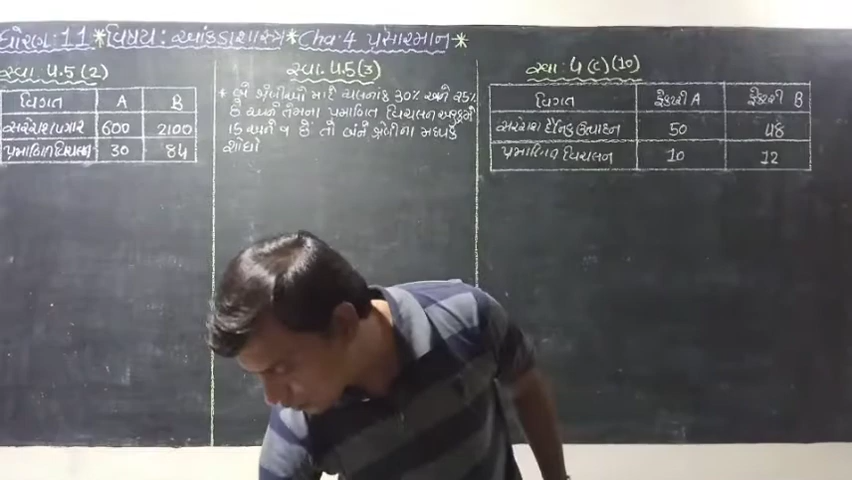 ધોરણ: 11 *વિષય: આંકડાશાસ્ત્ર* Cha:4 પ્રસારમાન*
સ્વા. 4.5(2)
વિગત A B
સરેરાશ પગાર 600 2100
પ્રમાણિત વિચલન 30 84
સ્વા. 4.5(3)
* બે શ્રેણીઓ માટે ચલનાંક 30% અને 25%
છે અને તેમના પ્રમાણિત વિચલન અનુક્રમે
15 અને 9 છે તો બંને શ્રેણીના મધ્યક
શોધો
સ્વા: 4(c)(10)
વિગત ફેક્ટરી A ફેક્ટરી B
સરેરાશ દૈનિક ઉત્પાદન 50 48
પ્રમાણિત વિચલન 10 12